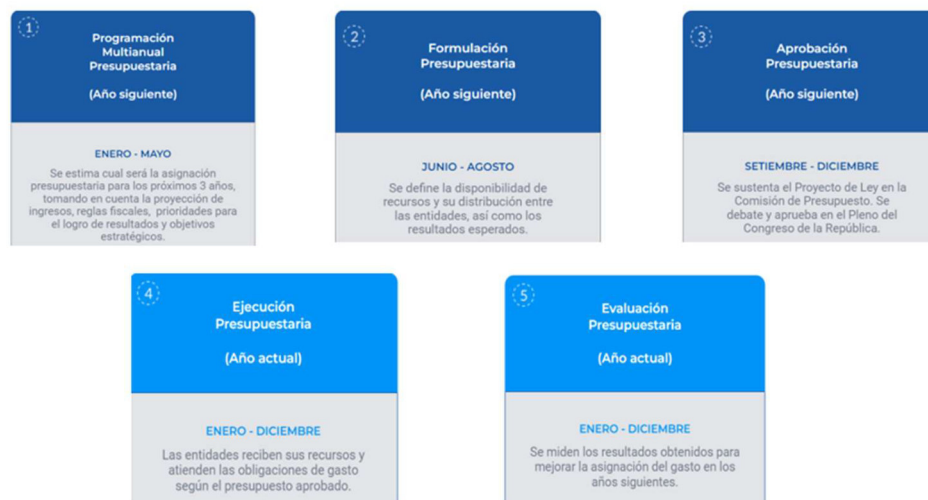 1
Programación
Multianual
Presupuestaria
(Año siguiente)
ENERO - MAYO
Se estima cual será la asignación
presupuestaria para los próximos 3 años,
tomando en cuenta la proyección de
ingresos, reglas fiscales, prioridades para
el logro de resultados y objetivos
estratégicos.
2
Formulación
Presupuestaria
(Año siguiente)
JUNIO - AGOSTO
Se define la disponibilidad de
recursos y su distribución entre
las entidades, así como los
resultados esperados.
3
Aprobación
Presupuestaria
(Año siguiente)
SETIEMBRE - DICIEMBRE
Se sustenta el Proyecto de Ley en la
Comisión de Presupuesto. Se
debate y aprueba en el Pleno del
Congreso de la República.
4
Ejecución
Presupuestaria
(Año actual)
ENERO - DICIEMBRE
Las entidades reciben sus recursos y
atienden las obligaciones de gasto
según el presupuesto aprobado.
5
Evaluación
Presupuestaria
(Año actual)
ENERO - DICIEMBRE
Se miden los resultados obtenidos para
mejorar la asignación del gasto en los
años siguientes.